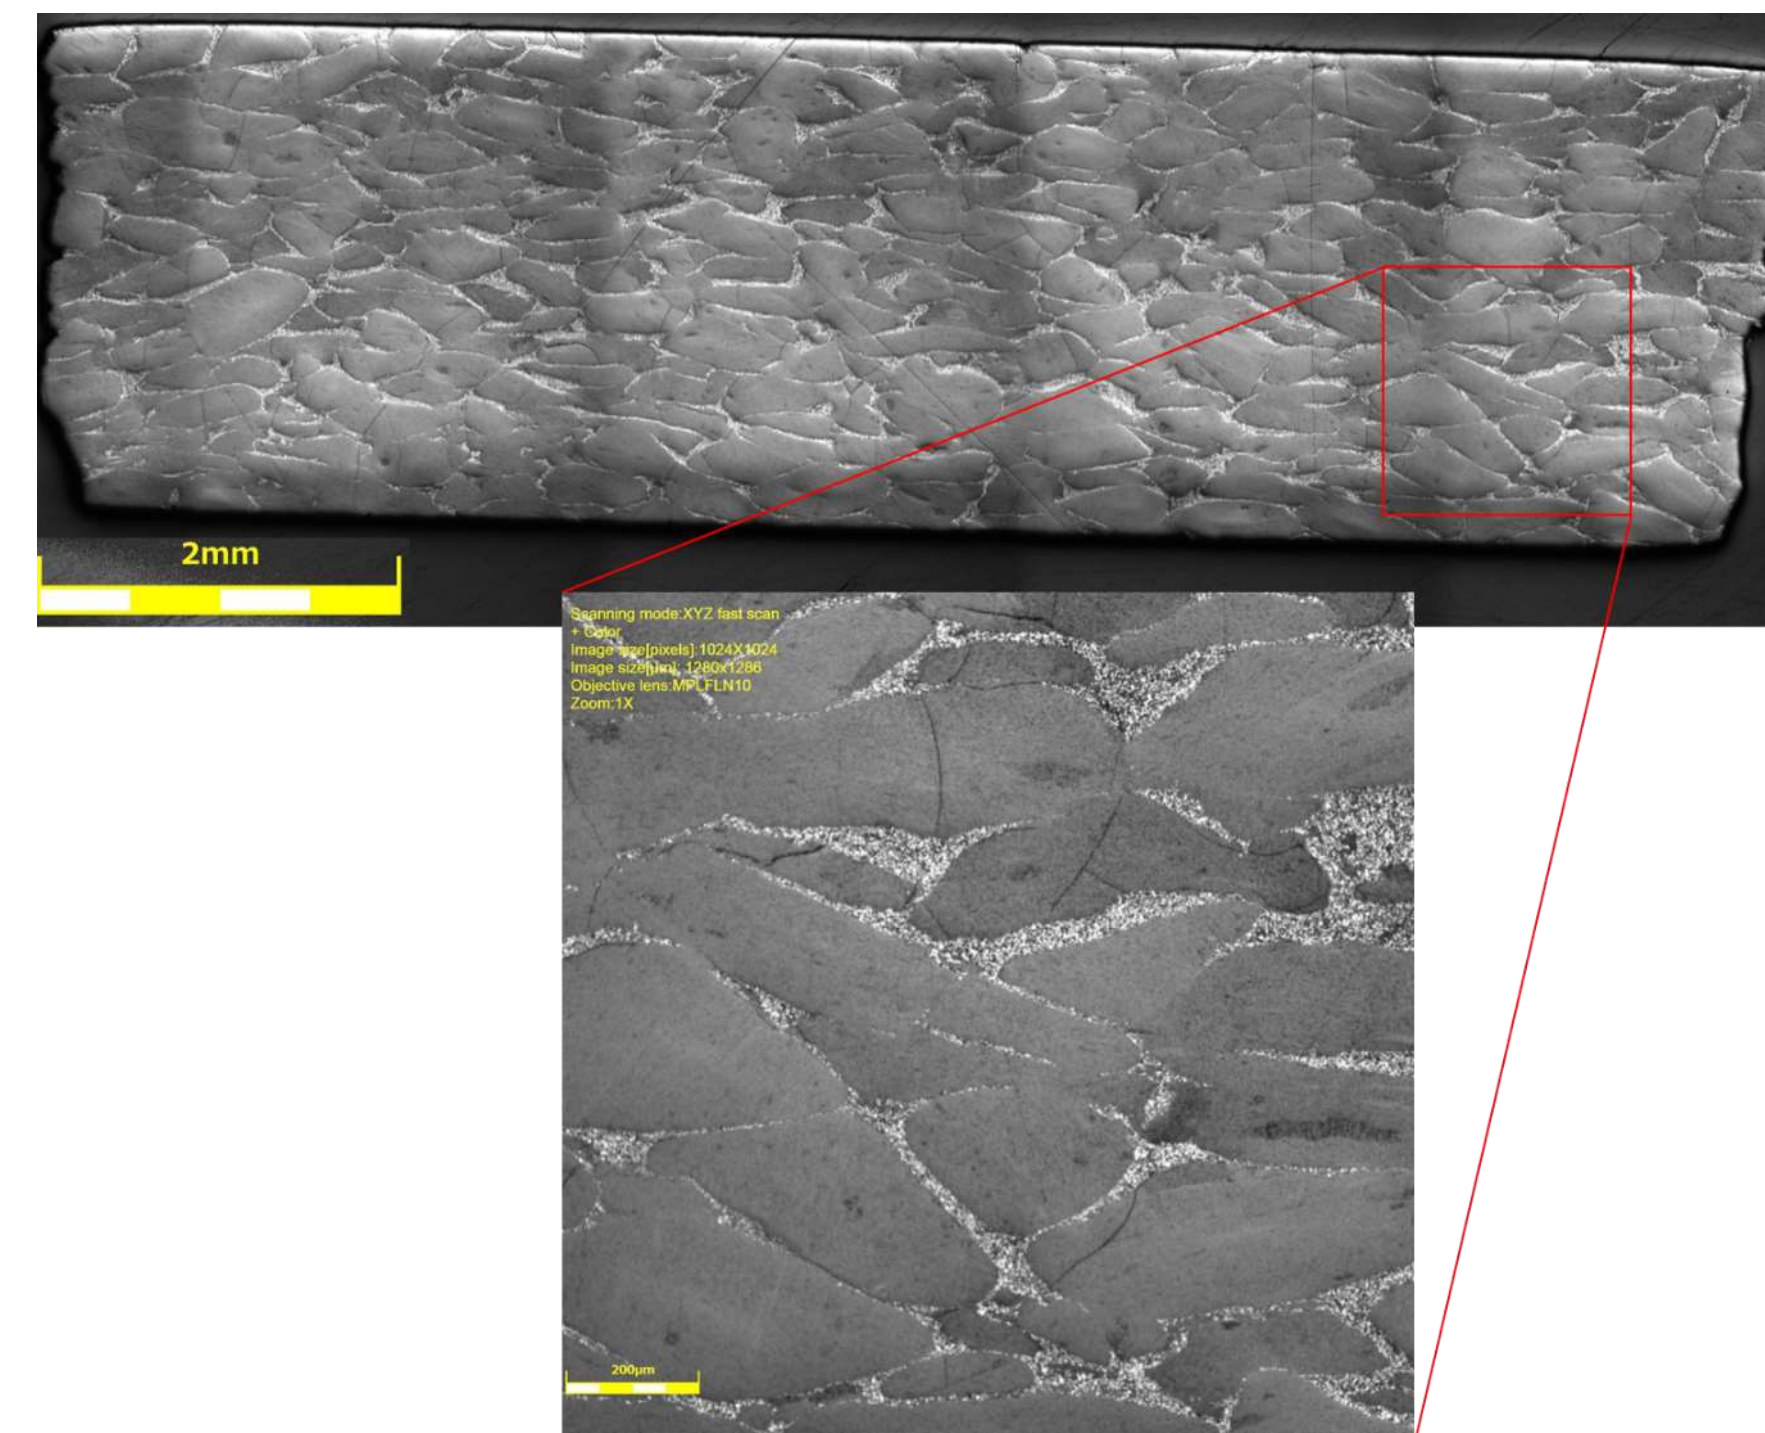 2mm
Scanning mode:XYZ fast scan
+ Color
Image size[pixels]:1024X1024
Image size[µm]: 1280x1286
Objective lens:MPLFLN10
Zoom:1X
200µm